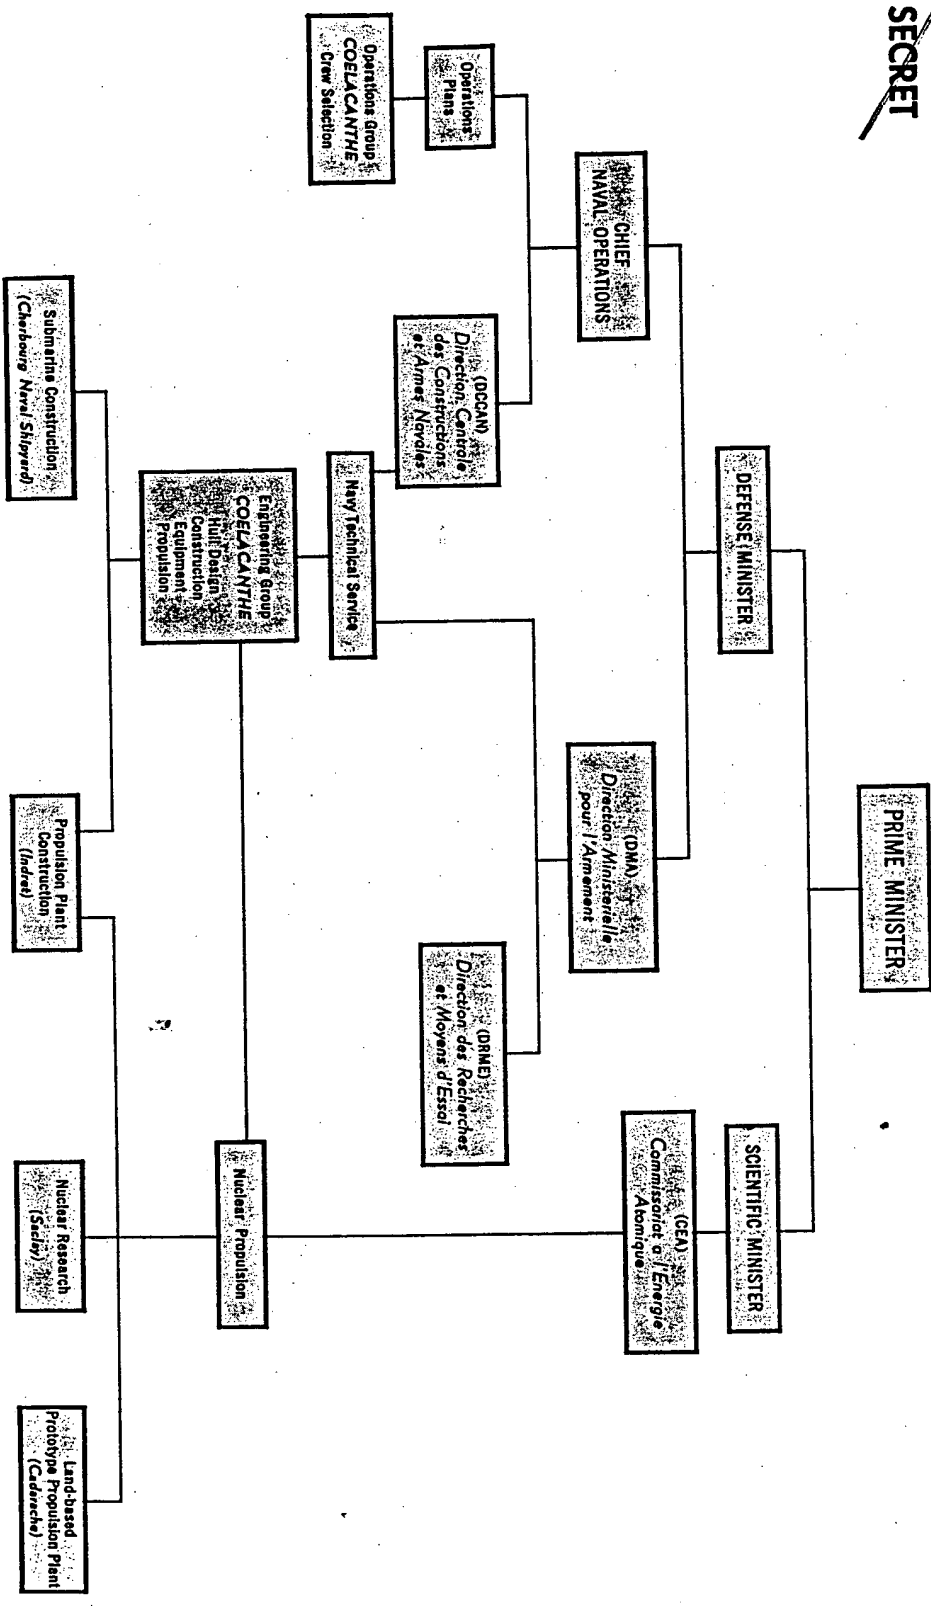 SECRET
PRIME MINISTER
DEFENSE MINISTER
SCIENTIFIC MINISTER
CHIEF
NAVAL OPERATIONS
(DMA)
Direction Ministerielle
pour l'Armement
(CEA)
Commissariat a l'Energie
Atomique
Operations
Plans
(DCCAN)
Direction Centrale
des Constructions
et Armes Navales
(DRME)
Direction des Recherches
et Moyens d'Essai
Operations Group
COELACANTHE
Crew Selection
Navy Technical Service
Engineering Group
COELACANTHE
Hull Design
Construction
Equipment
Propulsion
Nuclear Propulsion
Submarine Construction
(Cherbourg Naval Shipyard)
Propulsion Plant
Construction
(Indret)
Nuclear Research
(Saclay)
Land-based
Prototype Propulsion Plant
(Cadarache)